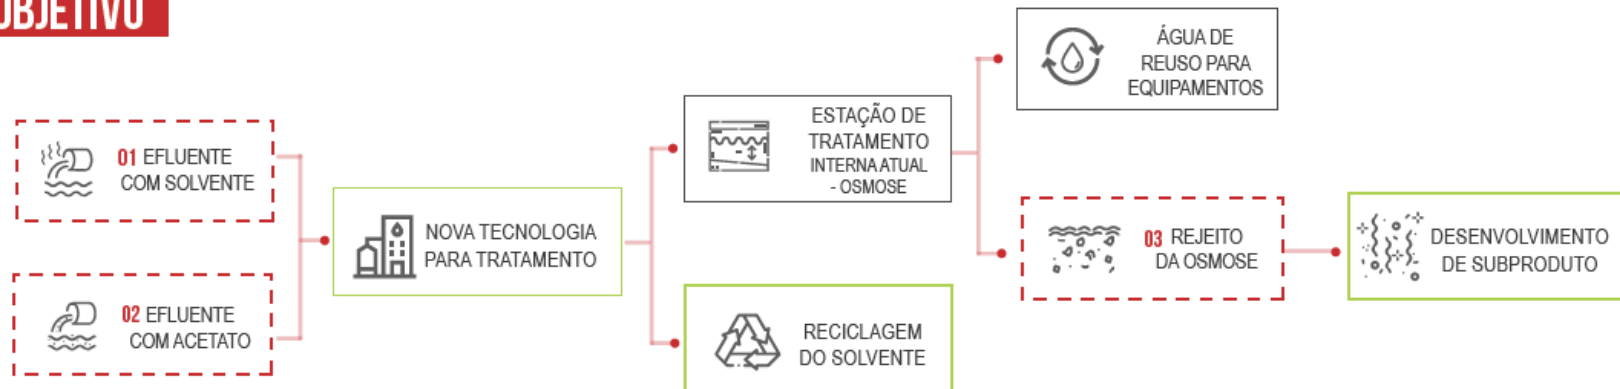 OBJETIVO
01 EFLUENTE
COM SOLVENTE
02 EFLUENTE
COM ACETATO
NOVA TECNOLOGIA
PARA TRATAMENTO
ESTAÇÃO DE
TRATAMENTO
INTERNA ATUAL
- OSMOSE
RECICLAGEM
DO SOLVENTE
ÁGUA DE
REUSO PARA
EQUIPAMENTOS
03 REJEITO
DA OSMOSE
DESENVOLVIMENTO
DE SUBPRODUTO